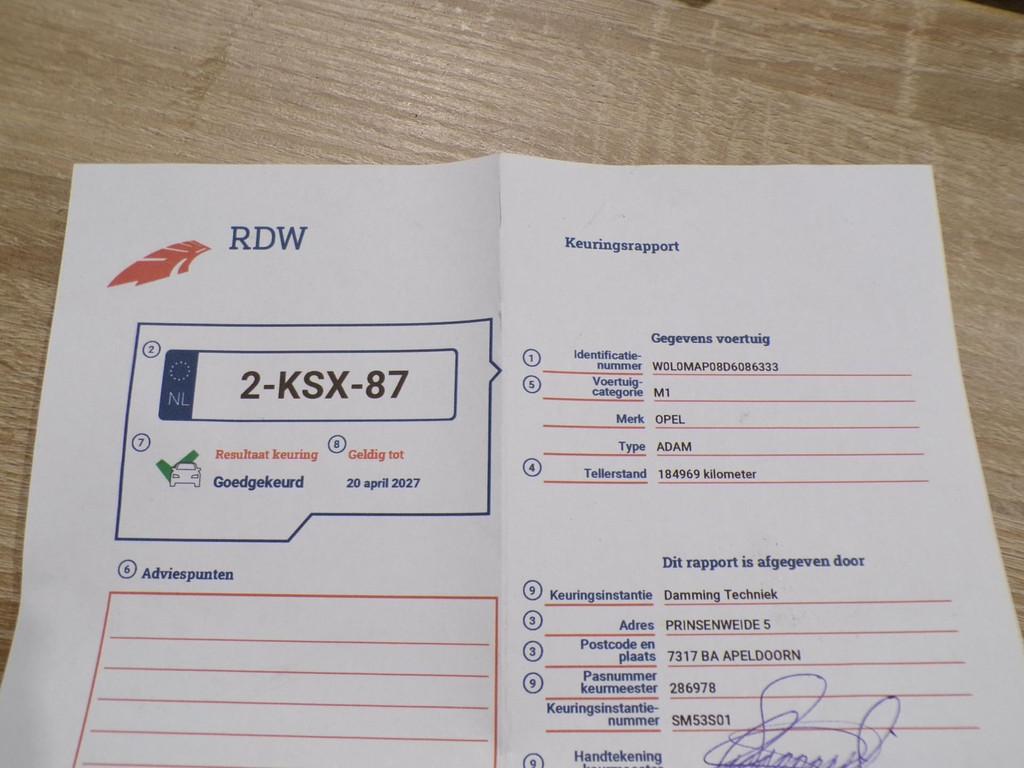 RDW
Keuringsrapport
2
NL
2-KSX-87
7
Resultaat keuring
Goedgekeurd
8
Geldig tot
20 april 2027
6 Adviespunten
Gegevens voertuig
1 Identificatie-
nummer W0L0MAP08D6086333
5 Voertuig-
categorie M1
Merk OPEL
Type ADAM
4 Tellerstand 184969 kilometer
Dit rapport is afgegeven door
9 Keuringsinstantie Damming Techniek
3 Adres PRINSENWEIDE 5
3 Postcode en
plaats 7317 BA APELDOORN
9 Pasnummer
keurmeester 286978
Keuringsinstantie-
nummer SM53S01
9 Handtekening
keurmeester